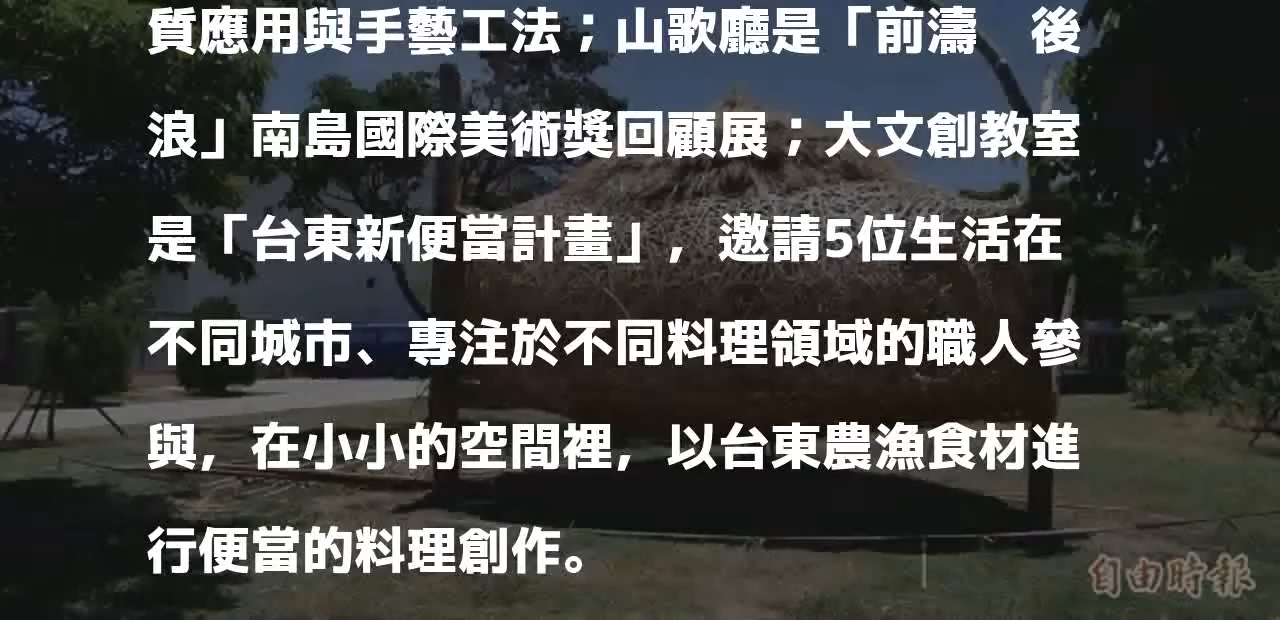 質應用與手藝工法；山歌廳是「前濤　後
浪」南島國際美術獎回顧展；大文創教室
是「台東新便當計畫」，邀請5位生活在
不同城市、專注於不同料理領域的職人參
與，在小小的空間裡，以台東農漁食材進
行便當的料理創作。
自由時報